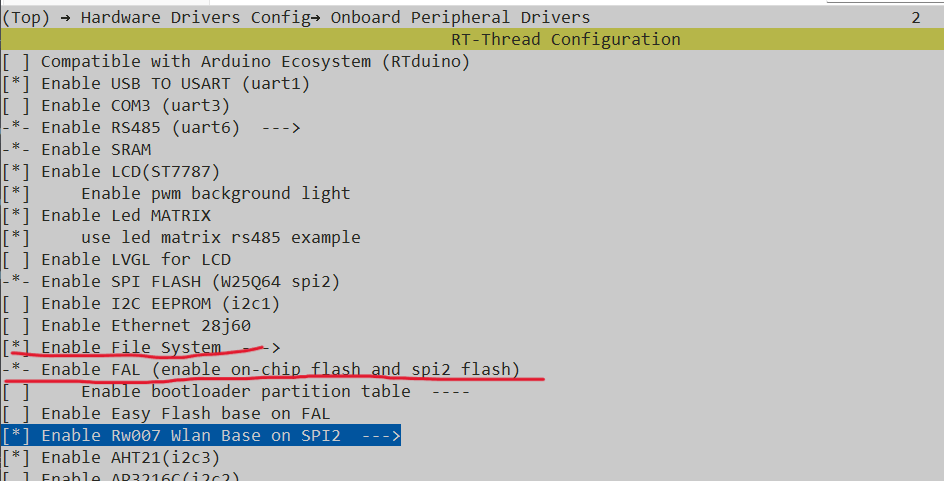 (Top) → Hardware Drivers Config→ Onboard Peripheral Drivers 2
RT-Thread Configuration
[ ] Compatible with Arduino Ecosystem (RTduino)
[*] Enable USB TO USART (uart1)
[ ] Enable COM3 (uart3)
-*- Enable RS485 (uart6)  --->
-*- Enable SRAM
[*] Enable LCD(ST7787)
[*]     Enable pwm background light
[*] Enable Led MATRIX
[*]     use led matrix rs485 example
[ ] Enable LVGL for LCD
-*- Enable SPI FLASH (W25Q64 spi2)
[ ] Enable I2C EEPROM (i2c1)
[ ] Enable Ethernet 28j60
[*] Enable File System  --->
-*- Enable FAL (enable on-chip flash and spi2 flash)
[ ]     Enable bootloader partition table  ----
[ ] Enable Easy Flash base on FAL
[*] Enable Rw007 Wlan Base on SPI2  --->
[*] Enable AHT21(i2c3)
[ ] Enable AP3216C(i2c2)